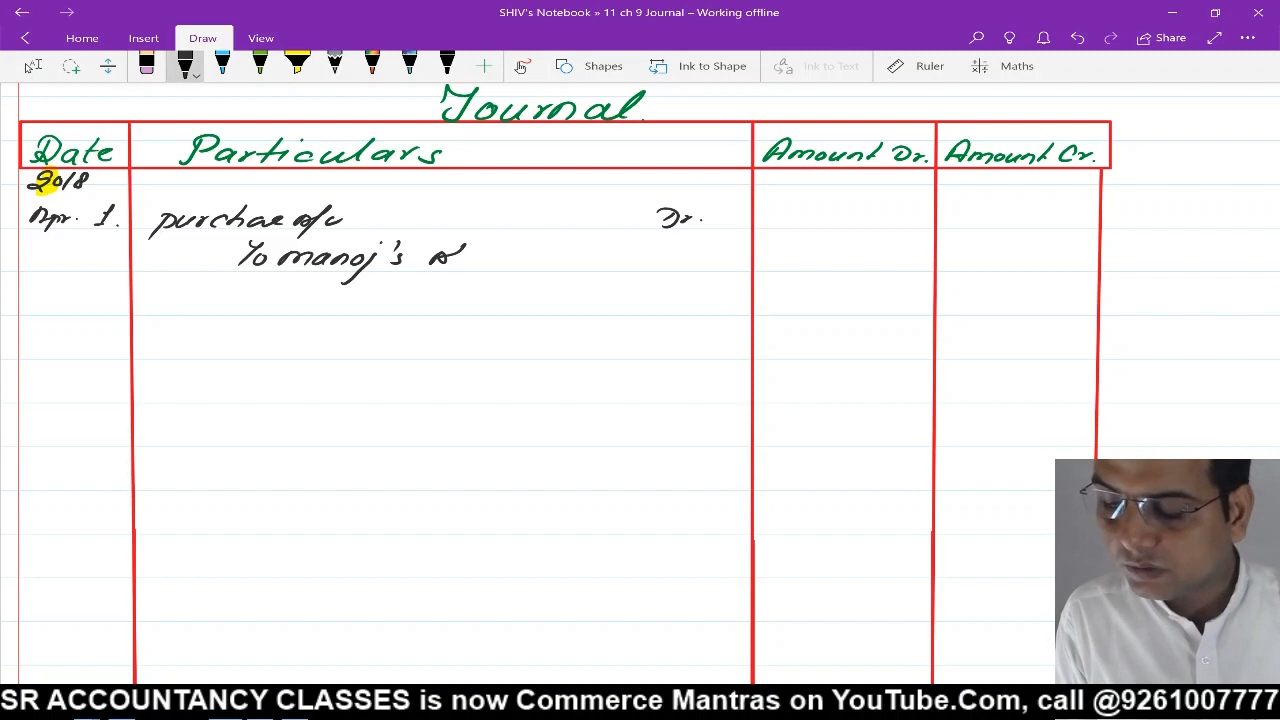 SHIV's Notebook » 11 ch 9 Journal – Working offline
Home Insert Draw View Share
Shapes Ink to Shape Ink to Text Ruler Maths
Journal.
Date Particulars Amount Dr. Amount Cr.
2018
Apr. 1. purchae a/c Dr.
To manoj's
SR ACCOUNTANCY CLASSES is now Commerce Mantras on YouTube.Com, call @9261007777